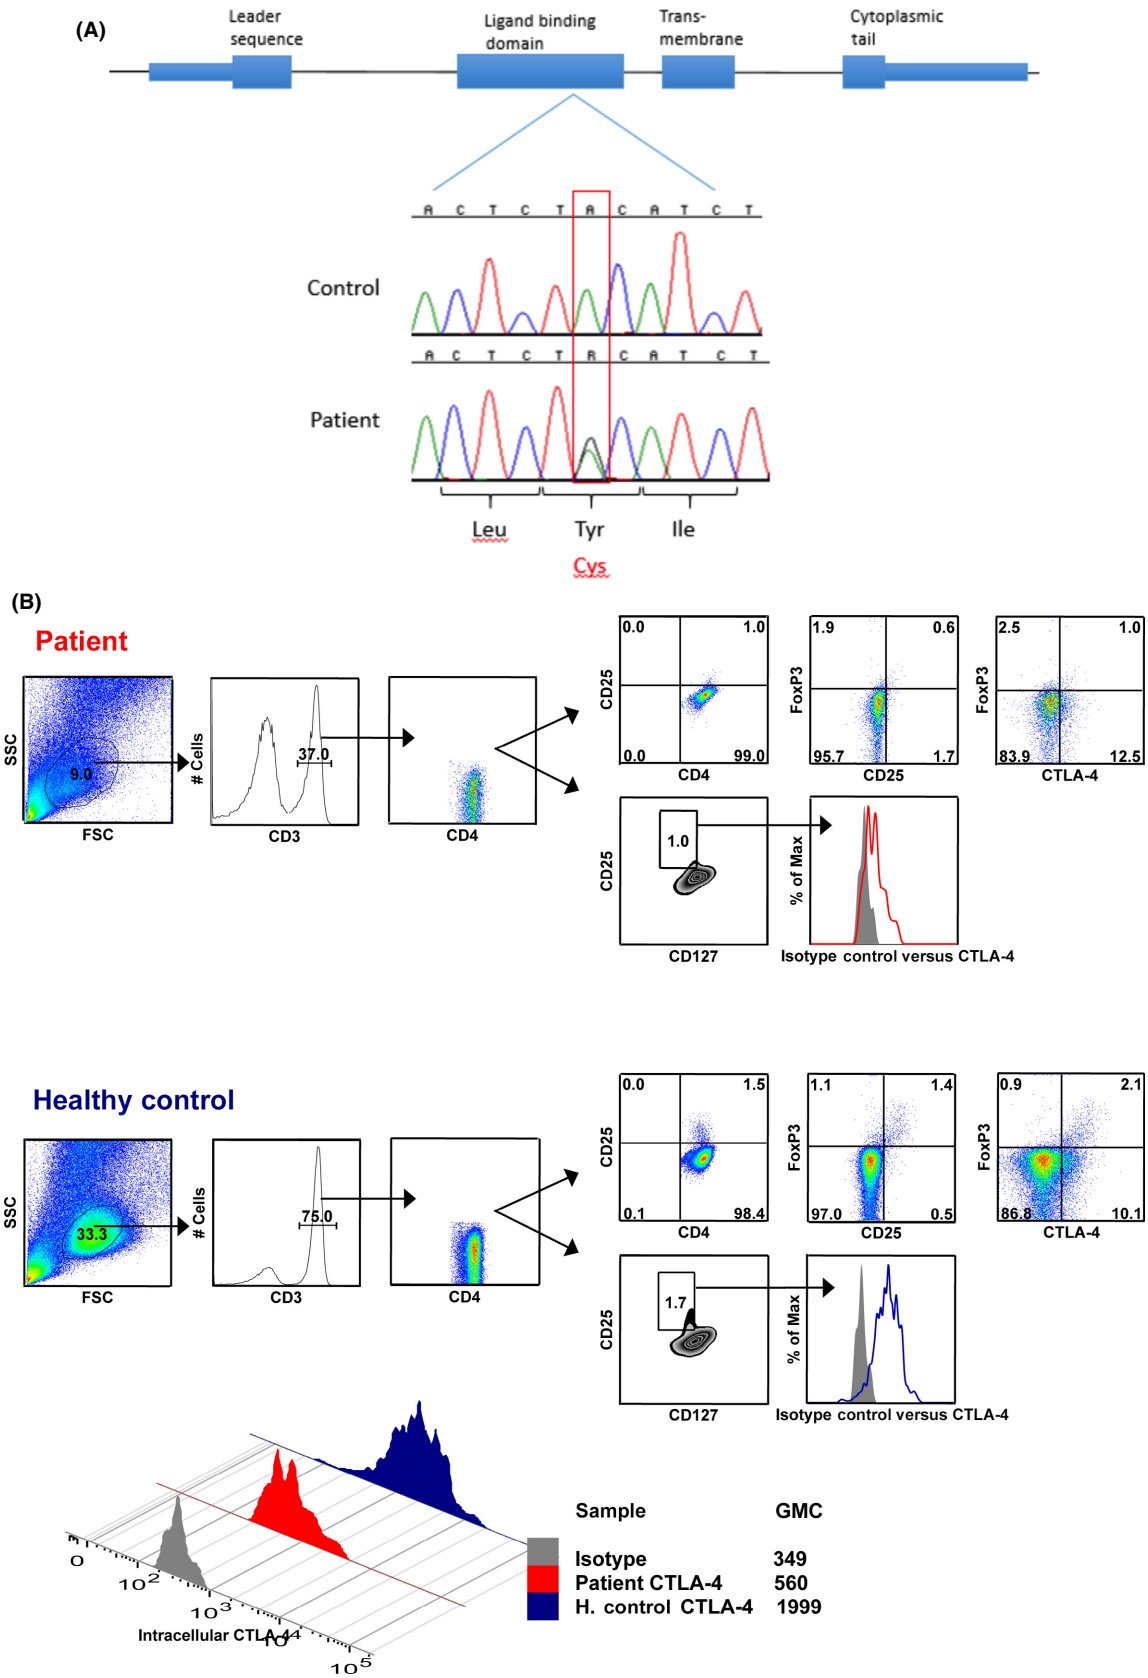 (A)
Leader
sequence
Ligand binding
domain
Trans-
membrane
Cytoplasmic
tail
A C T C T A C A T C T
Control
A C T C T R C A T C T
Patient
Leu Tyr Ile
Cys
(B)
Patient
SSC
9.0
FSC
# Cells
37.0
CD3
CD4
CD25
0.0 1.0
0.0 99.0
CD4
FoxP3
1.9 0.6
95.7 1.7
CD25
FoxP3
2.5 1.0
83.9 12.5
CTLA-4
CD25
1.0
CD127
% of Max
Isotype control versus CTLA-4
Healthy control
SSC
33.3
FSC
# Cells
75.0
CD3
CD4
CD25
0.0 1.5
0.1 98.4
CD4
FoxP3
1.1 1.4
97.0 0.5
CD25
FoxP3
0.9 2.1
86.8 10.1
CTLA-4
CD25
1.7
CD127
% of Max
Isotype control versus CTLA-4
0
10²
10³
10⁴
10⁵
Intracellular CTLA-4
Sample GMC
Isotype 349
Patient CTLA-4 560
H. control CTLA-4 1999